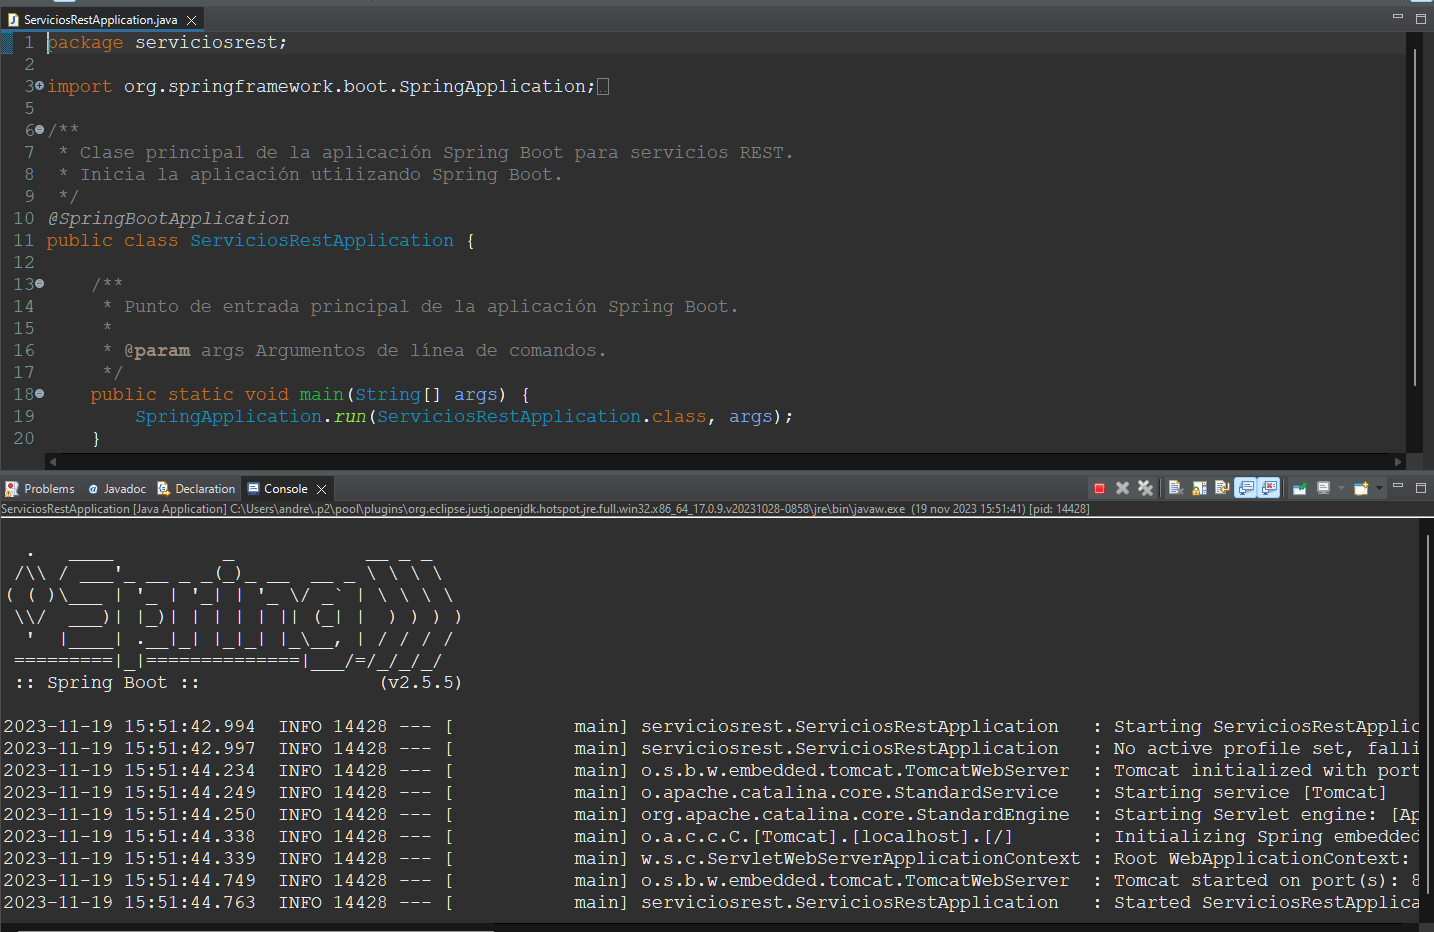 ServiciosRestApplication.java
1 package serviciosrest;
2
3 import org.springframework.boot.SpringApplication;
5
6 /**
7  * Clase principal de la aplicación Spring Boot para servicios REST.
8  * Inicia la aplicación utilizando Spring Boot.
9  */
10 @SpringBootApplication
11 public class ServiciosRestApplication {
12
13     /**
14      * Punto de entrada principal de la aplicación Spring Boot.
15      *
16      * @param args Argumentos de línea de comandos.
17      */
18     public static void main(String[] args) {
19         SpringApplication.run(ServiciosRestApplication.class, args);
20     }
Problems Javadoc Declaration Console
ServiciosRestApplication [Java Application] C:\Users\andre\.p2\pool\plugins\org.eclipse.justj.openjdk.hotspot.jre.full.win32.x86_64_17.0.9.v20231028-0858\jre\bin\javaw.exe (19 nov 2023 15:51:41) [pid: 14428]
  .   ____          _            __ _ _
 /\\ / ___'_ __ _ _(_)_ __  __ _ \ \ \ \
( ( )\___ | '_ | '_| | '_ \/ _` | \ \ \ \
 \\/  ___)| |_)| | | | | || (_| |  ) ) ) )
  '  |____| .__|_| |_|_| |_\__, | / / / /
 =========|_|==============|___/=/_/_/_/
 :: Spring Boot ::                (v2.5.5)
2023-11-19 15:51:42.994  INFO 14428 --- [           main] serviciosrest.ServiciosRestApplication   : Starting ServiciosRestApplic
2023-11-19 15:51:42.997  INFO 14428 --- [           main] serviciosrest.ServiciosRestApplication   : No active profile set, falli
2023-11-19 15:51:44.234  INFO 14428 --- [           main] o.s.b.w.embedded.tomcat.TomcatWebServer  : Tomcat initialized with port
2023-11-19 15:51:44.249  INFO 14428 --- [           main] o.apache.catalina.core.StandardService   : Starting service [Tomcat]
2023-11-19 15:51:44.250  INFO 14428 --- [           main] org.apache.catalina.core.StandardEngine  : Starting Servlet engine: [Ap
2023-11-19 15:51:44.338  INFO 14428 --- [           main] o.a.c.c.C.[Tomcat].[localhost].[/]       : Initializing Spring embedded
2023-11-19 15:51:44.339  INFO 14428 --- [           main] w.s.c.ServletWebServerApplicationContext : Root WebApplicationContext:
2023-11-19 15:51:44.749  INFO 14428 --- [           main] o.s.b.w.embedded.tomcat.TomcatWebServer  : Tomcat started on port(s): 8
2023-11-19 15:51:44.763  INFO 14428 --- [           main] serviciosrest.ServiciosRestApplication   : Started ServiciosRestApplica